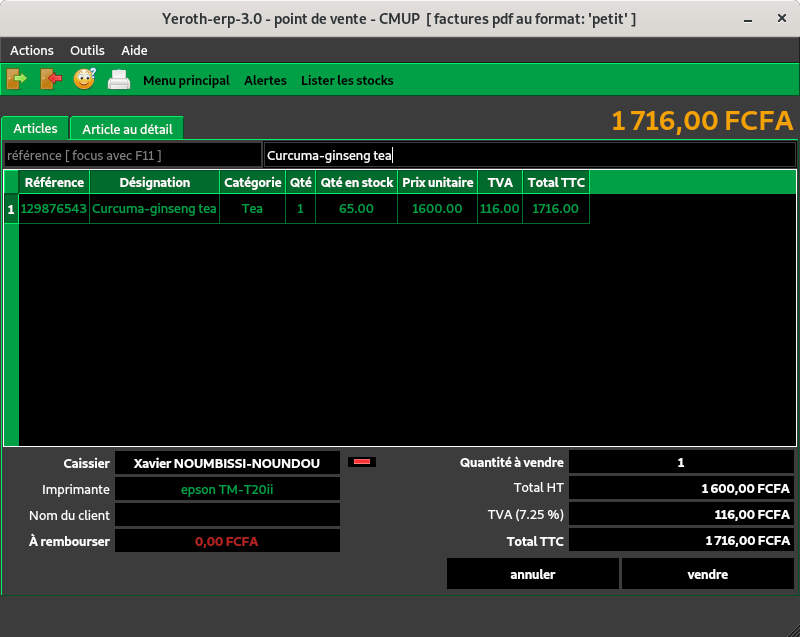 Yeroth-erp-3.0 - point de vente - CMUP [ factures pdf au format: 'petit' ]
Actions Outils Aide
Menu principal Alertes Lister les stocks
1 716,00 FCFA
Articles Article au détail
référence [ focus avec F11 ] Curcuma-ginseng tea
Référence Désignation Catégorie Qté Qté en stock Prix unitaire TVA Total TTC
1 129876543 Curcuma-ginseng tea Tea 1 65.00 1600.00 116.00 1716.00
Caissier Xavier NOUMBISSI-NOUNDOU Quantité à vendre 1
Imprimante epson TM-T20ii Total HT 1 600,00 FCFA
Nom du client TVA (7.25 %) 116,00 FCFA
À rembourser 0,00 FCFA Total TTC 1 716,00 FCFA
annuler vendre